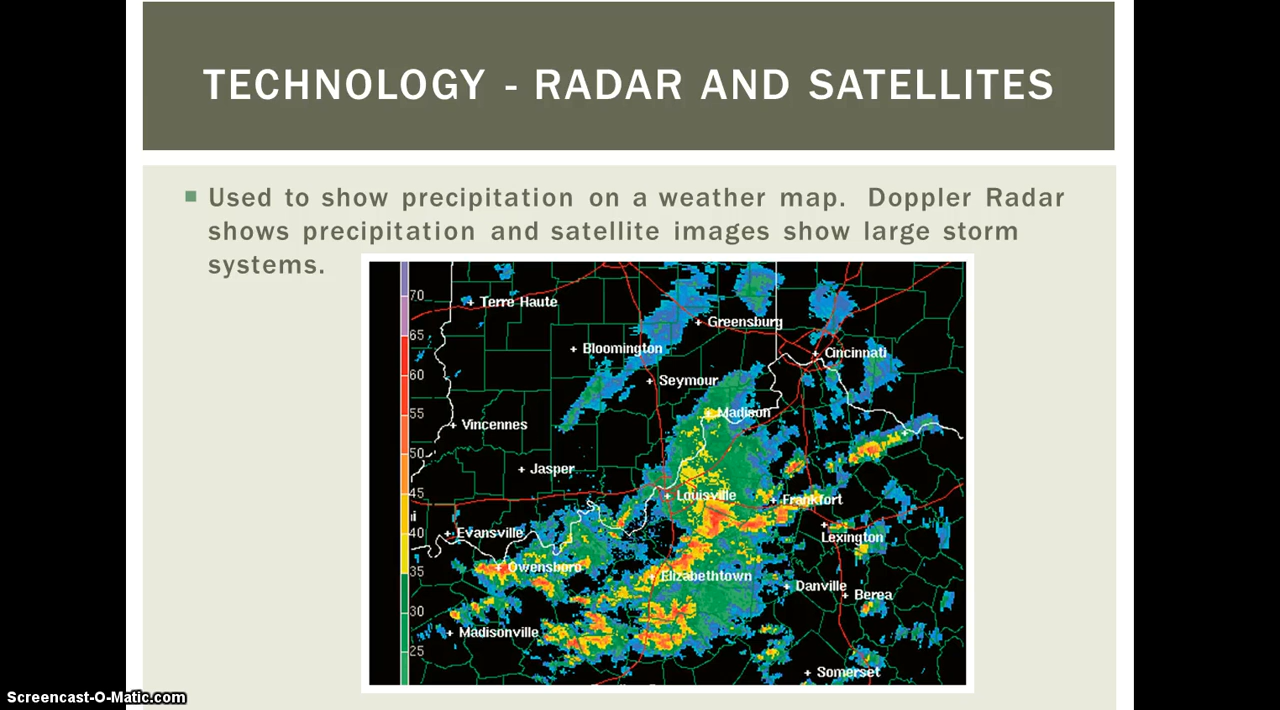 TECHNOLOGY - RADAR AND SATELLITES
Used to show precipitation on a weather map. Doppler Radar
shows precipitation and satellite images show large storm
systems.
70
Terre Haute
Greensburg
65
Bloomington
Cincinnati
60
Seymour
55
Madison
Vincennes
50
Jasper
45
Louisville
Frankfort
40
Evansville
Lexington
35
Owensboro
Elizabethtown
Danville
Berea
30
Madisonville
25
Somerset
Screencast-O-Matic.com